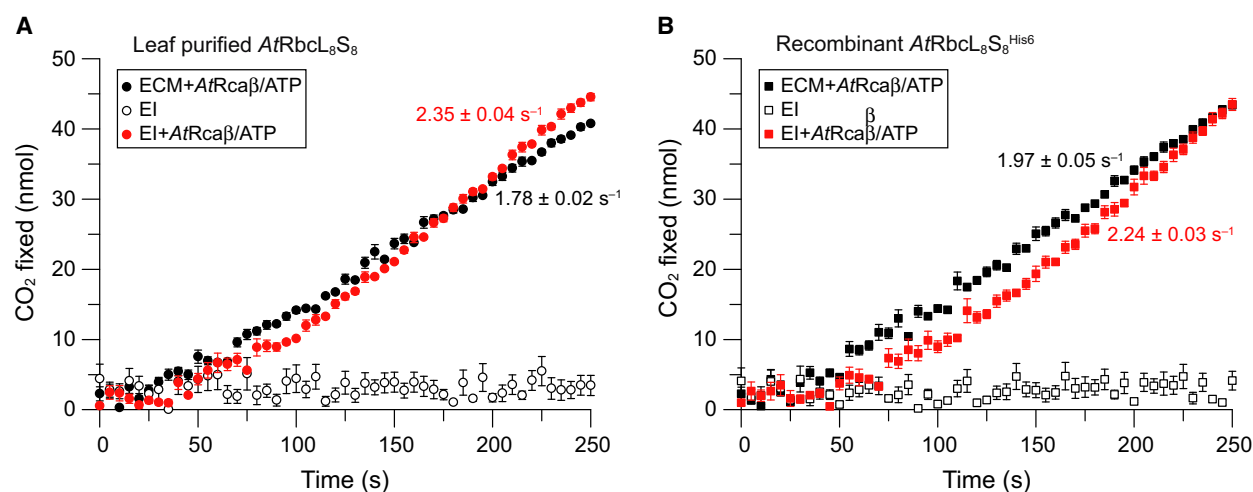 A
Leaf purified AtRbcL₈S₈
ECM+AtRcaβ/ATP
EI
EI+AtRcaβ/ATP
2.35 ± 0.04 s⁻¹
1.78 ± 0.02 s⁻¹
CO₂ fixed (nmol)
50
40
30
20
10
0
0 50 100 150 200 250
Time (s)
B
Recombinant AtRbcL₈S₈ᴴⁱˢ⁶
ECM+AtRcaβ/ATP
EI
β
EI+AtRcaβ/ATP
1.97 ± 0.05 s⁻¹
2.24 ± 0.03 s⁻¹
CO₂ fixed (nmol)
50
40
30
20
10
0
0 50 100 150 200 250
Time (s)